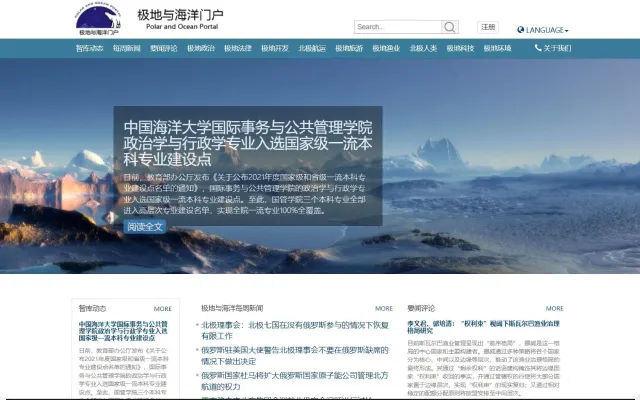 极地与海洋门户
Polar and Ocean Portal
极地与海洋门户
Search...
注册
LANGUAGE
智库动态 每周新闻 要闻评论 极地政治 极地法律 极地开发 北极航运 极地旅游 极地渔业 北极人类 极地科技 极地环境 关于我们
中国海洋大学国际事务与公共管理学院
政治学与行政学专业入选国家级一流本
科专业建设点
日前，教育部办公厅发布《关于公布2021年度国家级和省级一流本科专
业建设点名单的通知》，国际事务与公共管理学院的政治学与行政学专
业入选国家级一流本科专业建设点。至此，国管学院三个本科专业全部
进入高层次专业建设名单，实现全院一流专业100%全覆盖。
阅读全文
智库动态 MORE
中国海洋大学国际事务与公共管
理学院政治学与行政学专业入选
国家级一流本科专业建设点
日前，教育部办公厅发布《关于公
布2021年度国家级和省级一流本科
专业建设点名单的通知》，国际事
务与公共管理学院的政治学与行政
学专业入选国家级一流本科专业建
设点。至此，国管学院三个本科专
极地与海洋每周新闻 MORE
北极理事会：北极七国在没有俄罗斯参与的情况下恢复
有限工作
俄罗斯驻美国大使警告北极理事会不要在俄罗斯缺席的
情况下做出决定
俄罗斯国家杜马将扩大俄罗斯国家原子能公司管理北方
航道的权力
要闻评论 MORE
李文君、邹培清：“权利束”视阈下斯瓦尔巴渔业治理
格局研究